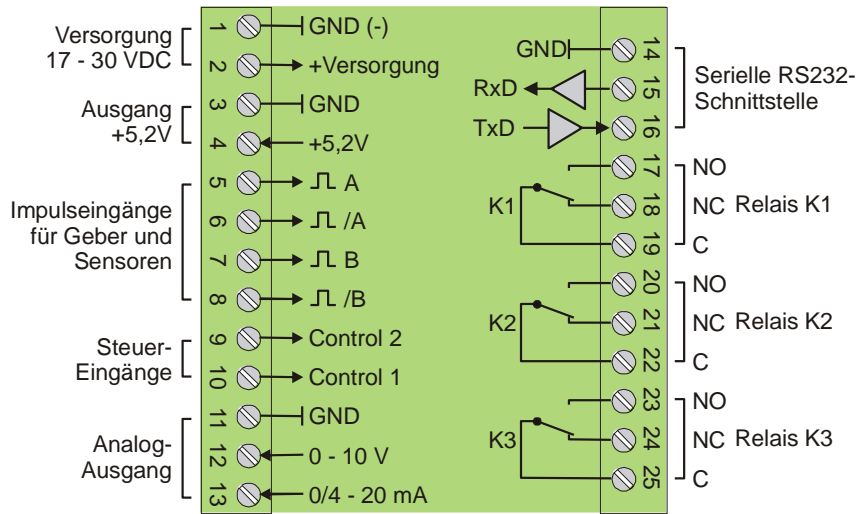 Versorgung
17 - 30 VDC
Ausgang
+5,2V
Impulseingänge
für Geber und
Sensoren
Steuer-
Eingänge
Analog-
Ausgang
1 GND (-)
2 +Versorgung
3 GND
4 +5,2V
5 A
6 /A
7 B
8 /B
9 Control 2
10 Control 1
11 GND
12 0 - 10 V
13 0/4 - 20 mA
GND 14
RxD 15
TxD 16
Serielle RS232-
Schnittstelle
17 NO
K1 18 NC Relais K1
19 C
20 NO
K2 21 NC Relais K2
22 C
23 NO
K3 24 NC Relais K3
25 C